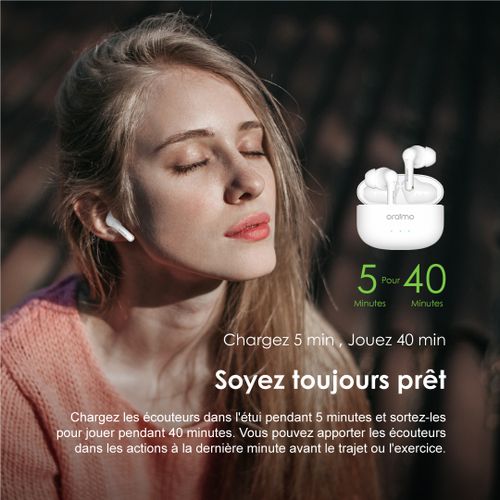 oraimo
5 Pour 40
Minutes Minutes
Chargez 5 min , Jouez 40 min
Soyez toujours prêt
Chargez les écouteurs dans l'étui pendant 5 minutes et sortez-les
pour jouer pendant 40 minutes. Vous pouvez apporter les écouteurs
dans les actions à la dernière minute avant le trajet ou l'exercice.